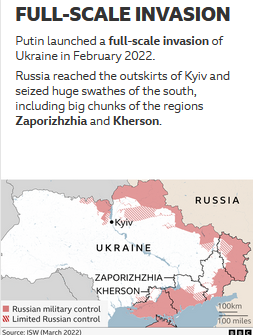 FULL-SCALE INVASION
Putin launched a full-scale invasion of
Ukraine in February 2022.
Russia reached the outskirts of Kyiv and
seized huge swathes of the south,
including big chunks of the regions
Zaporizhzhia and Kherson.
RUSSIA
Kyiv
UKRAINE
ZAPORIZHZHIA
KHERSON
Russian military control
Limited Russian control
100km
100 miles
Source: ISW (March 2022)
BBC